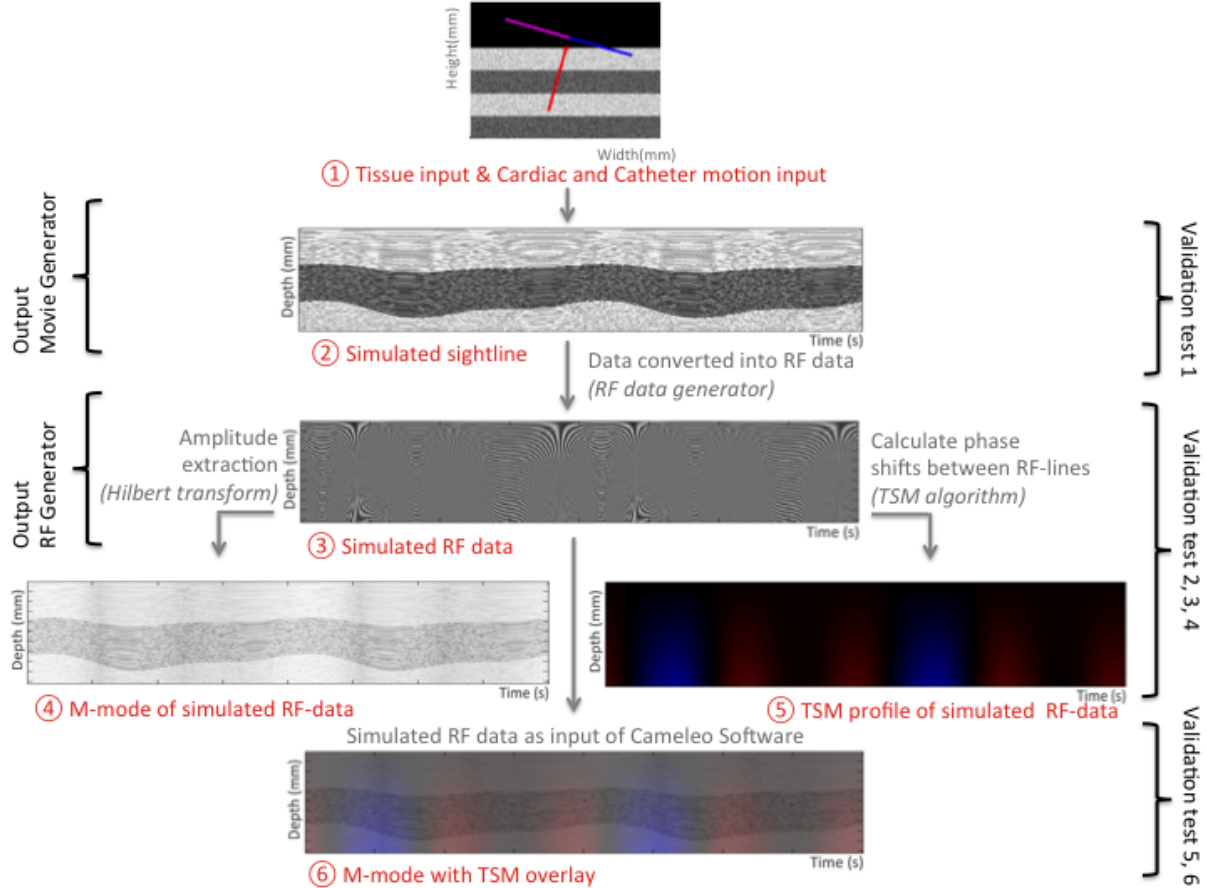 Height(mm)
Width(mm)
① Tissue input & Cardiac and Catheter motion input
Output
Movie Generator
Depth (mm)
Time (s)
② Simulated sightline
Validation test 1
Data converted into RF data
(RF data generator)
Output
RF Generator
Amplitude
extraction
(Hilbert transform)
Depth (mm)
Time (s)
③ Simulated RF data
Calculate phase
shifts between RF-lines
(TSM algorithm)
Validation test 2, 3, 4
Depth (mm)
Time (s)
④ M-mode of simulated RF-data
Depth (mm)
Time (s)
⑤ TSM profile of simulated RF-data
Simulated RF data as input of Cameleo Software
Depth (mm)
Time (s)
⑥ M-mode with TSM overlay
Validation test 5, 6